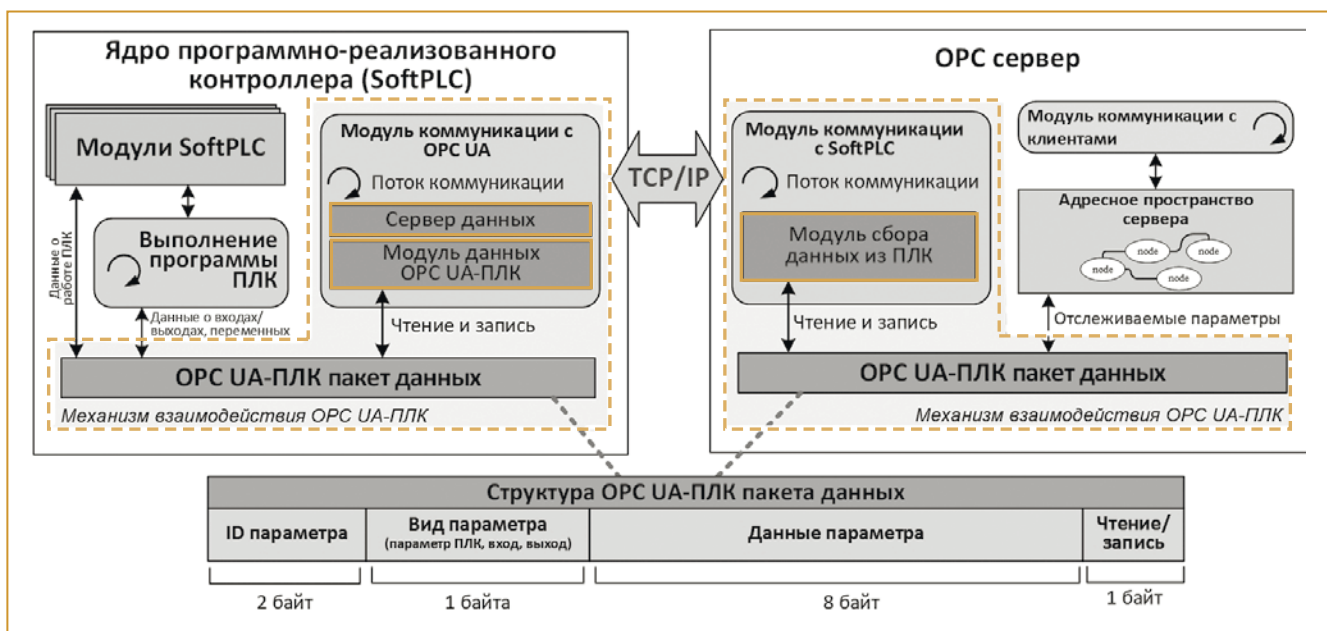 Ядро программно-реализованного
контроллера (SoftPLC)
Модули SoftPLC
Данные о
работе ПЛК
Выполнение
программы
ПЛК
Данные о входах/
выходах, переменных
Модуль коммуникации с
OPC UA
Поток коммуникации
Сервер данных
Модуль данных
OPC UA-ПЛК
Чтение и запись
OPC UA-ПЛК пакет данных
Механизм взаимодействия OPC UA-ПЛК
TCP/IP
OPC сервер
Модуль коммуникации
с SoftPLC
Поток коммуникации
Модуль сбора
данных из ПЛК
Чтение и запись
Модуль коммуникации с
клиентами
Адресное пространство
сервера
node
node
node
node
Отслеживаемые параметры
OPC UA-ПЛК пакет данных
Механизм взаимодействия OPC UA-ПЛК
Структура OPC UA-ПЛК пакета данных
ID параметра
Вид параметра
(параметр ПЛК, вход, выход)
Данные параметра
Чтение/
запись
2 байт
1 байта
8 байт
1 байт